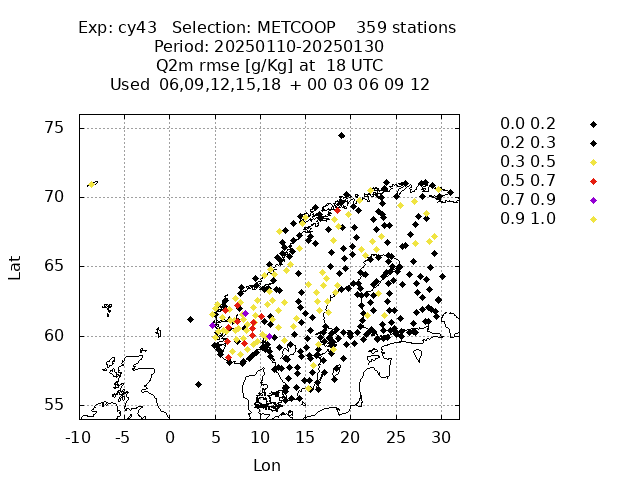 Exp: cy43   Selection: METCOOP    359 stations
Period: 20250110-20250130
Q2m rmse [g/Kg] at  18 UTC
Used  06,09,12,15,18  + 00 03 06 09 12
0.0 0.2
0.2 0.3
0.3 0.5
0.5 0.7
0.7 0.9
0.9 1.0
75
70
65
60
55
Lat
-10 -5 0 5 10 15 20 25 30
Lon